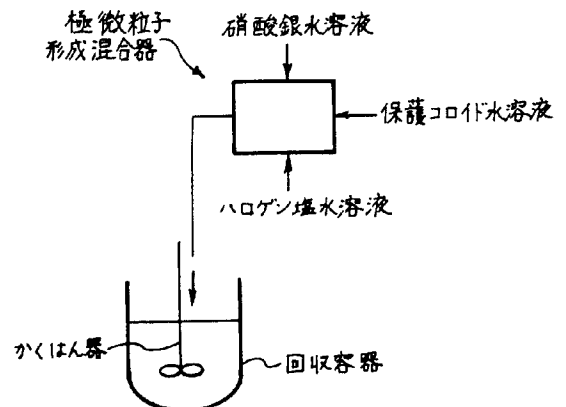 極微粒子
形成混合器
硝酸銀水溶液
保護コロイド水溶液
ハロゲン塩水溶液
かくはん器
回収容器